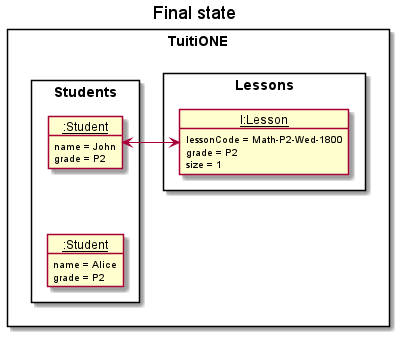 Final state
TuitiONE
Students
Lessons
:Student
name = John
grade = P2
l:Lesson
lessonCode = Math-P2-Wed-1800
grade = P2
size = 1
:Student
name = Alice
grade = P2